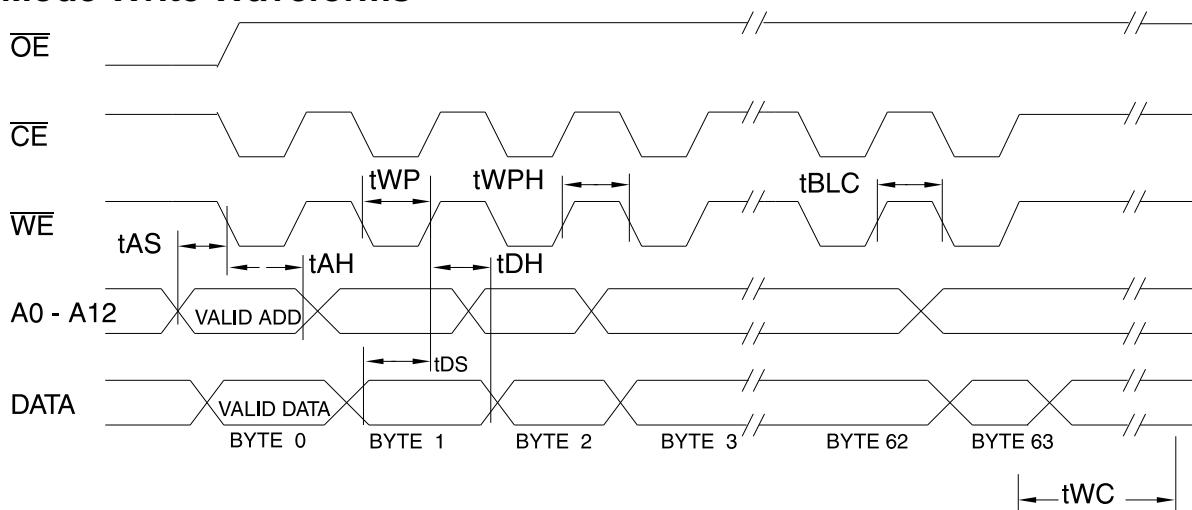 OE
CE
tWP tWPH tBLC
WE
tAS
tAH tDH
A0 - A12 VALID ADD
tDS
DATA VALID DATA
BYTE 0 BYTE 1 BYTE 2 BYTE 3 BYTE 62 BYTE 63
tWC